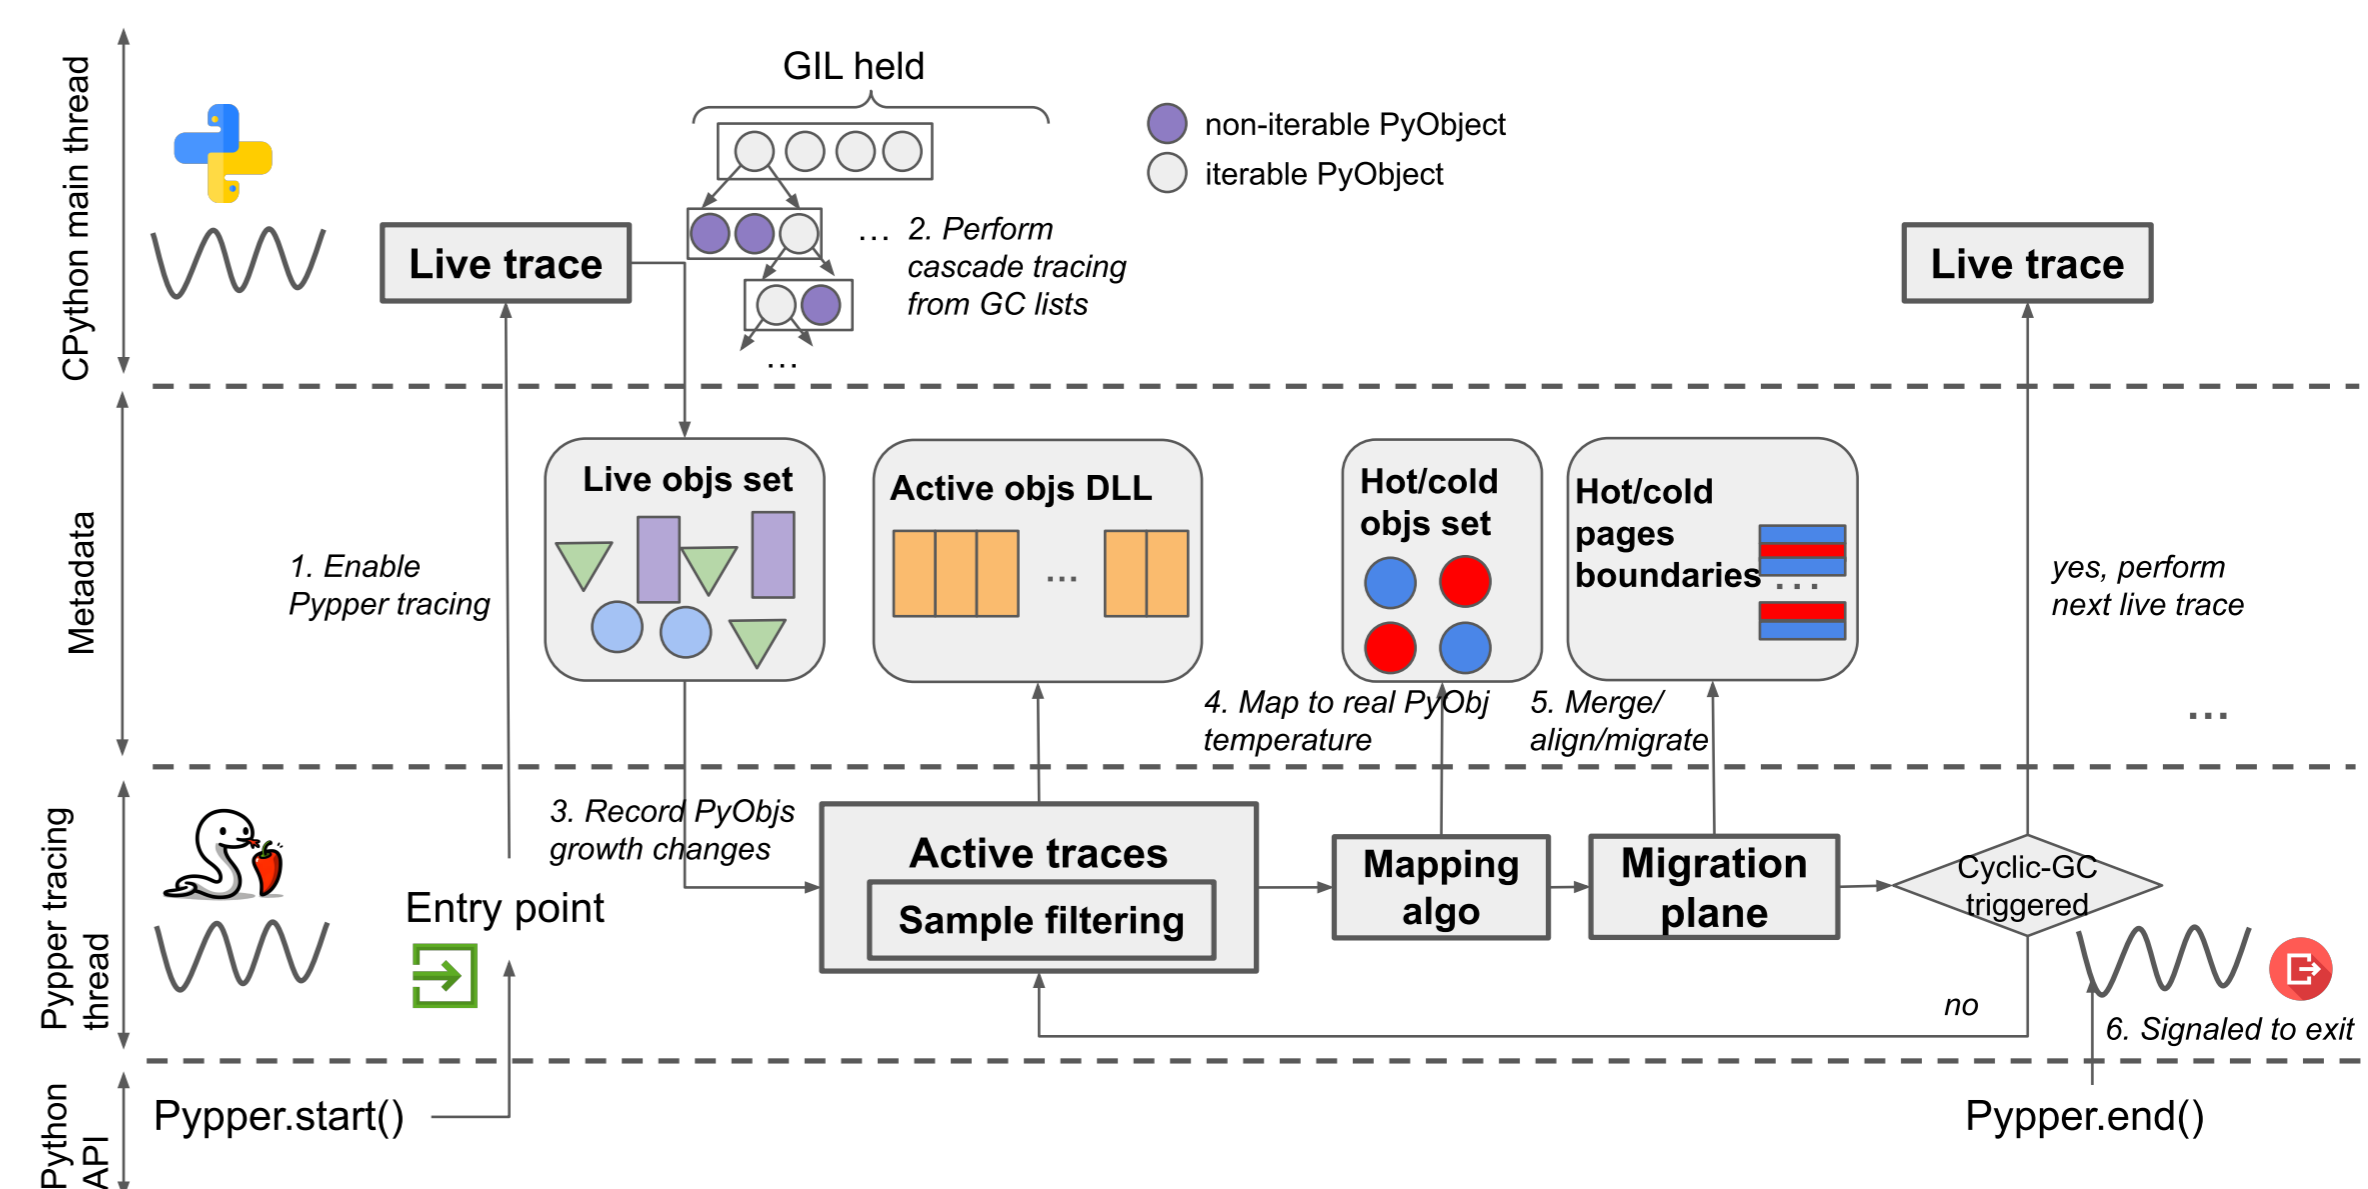 CPython main thread
GIL held
non-iterable PyObject
iterable PyObject
Live trace
...
2. Perform
cascade tracing
from GC lists
...
Live trace
Metadata
1. Enable
Pypper tracing
Live objs set
Active objs DLL
...
Hot/cold
objs set
Hot/cold
pages
boundaries
...
yes, perform
next live trace
4. Map to real PyObj
temperature
5. Merge/
align/migrate
...
Pypper tracing
thread
Entry point
3. Record PyObjs
growth changes
Active traces
Sample filtering
Mapping
algo
Migration
plane
Cyclic-GC
triggered
no
6. Signaled to exit
Python
API
Pypper.start()
Pypper.end()